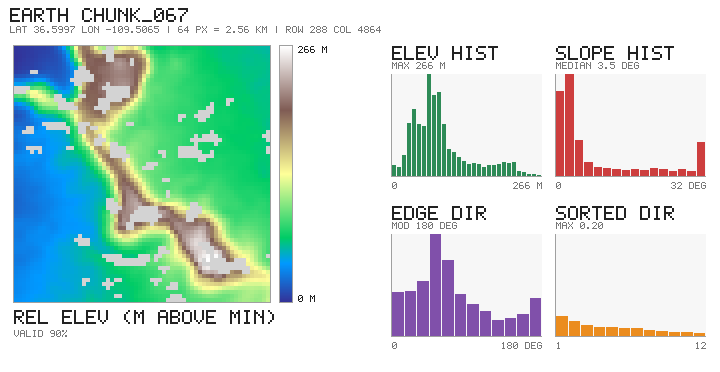 EARTH CHUNK_067
LAT 36.5997 LON -109.5065 | 64 PX = 2.56 KM | ROW 288 COL 4864
266 M
0 M
REL ELEV (M ABOVE MIN)
VALID 90%
ELEV HIST
MAX 266 M
0
266 M
SLOPE HIST
MEDIAN 3.5 DEG
0
32 DEG
EDGE DIR
MOD 180 DEG
0
180 DEG
SORTED DIR
MAX 0.20
1
12